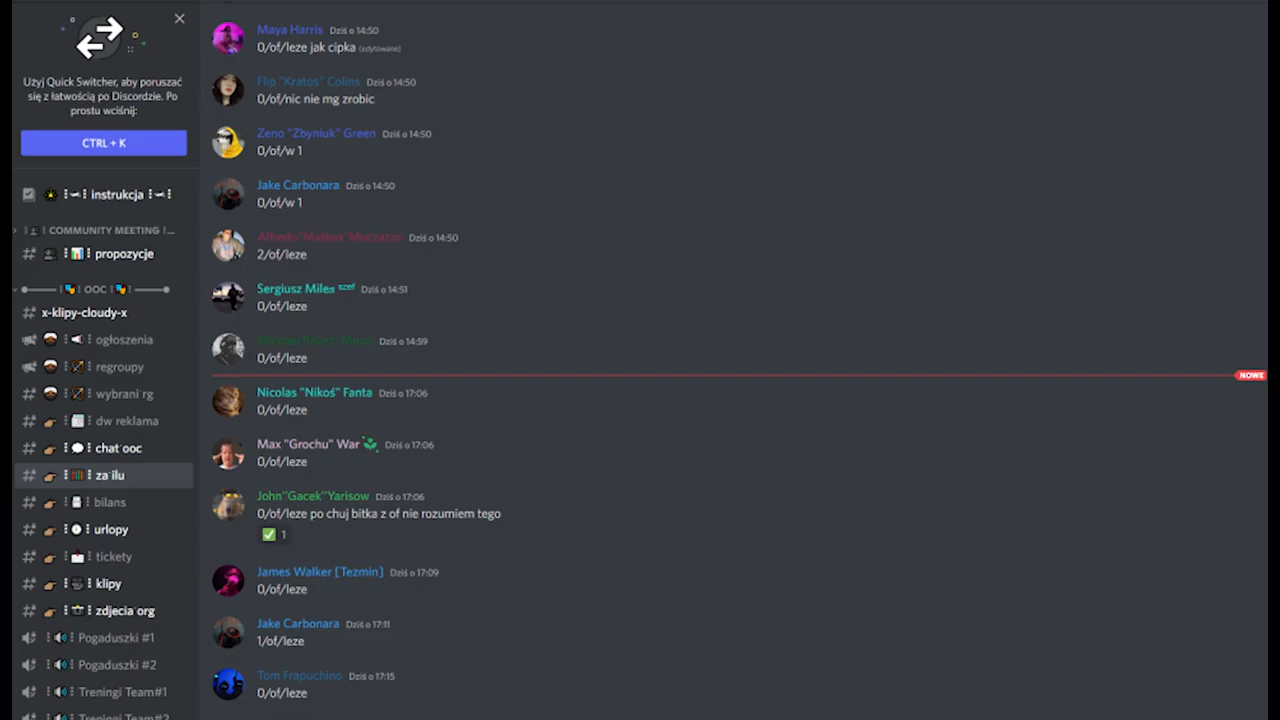 Użyj Quick Switcher, aby poruszać
się z łatwością po Discordzie. Po
prostu wciśnij:
CTRL + K
instrukcja
COMMUNITY MEETING
propozycje
OOC
x-klipy-cloudy-x
ogłoszenia
regroupy
wybrani rg
dw reklama
chat ooc
za ilu
bilans
urlopy
tickety
klipy
zdjecia org
Pogaduszki #1
Pogaduszki #2
Treningi Team#1
Treningi Team#2
Maya Harris Dziś o 14:50
0/of/leze jak cipka (edytowane)
Flip "Kratos" Colins Dziś o 14:50
0/of/nic nie mg zrobic
Zeno "Zbyniuk" Green Dziś o 14:50
0/of/w 1
Jake Carbonara Dziś o 14:50
0/of/w 1
Dziś o 14:50
2/of/leze
Sergiusz Miles szef Dziś o 14:51
0/of/leze
Dziś o 14:59
0/of/leze
NOWE
Nicolas "Nikoś" Fanta Dziś o 17:06
0/of/leze
Max "Grochu" War Dziś o 17:06
0/of/leze
John"Gacek"Yarisow Dziś o 17:06
0/of/leze po chuj bitka z of nie rozumiem tego
1
James Walker [Tezmin] Dziś o 17:09
0/of/leze
Jake Carbonara Dziś o 17:11
1/of/leze
Tom Frapuchino Dziś o 17:15
0/of/leze